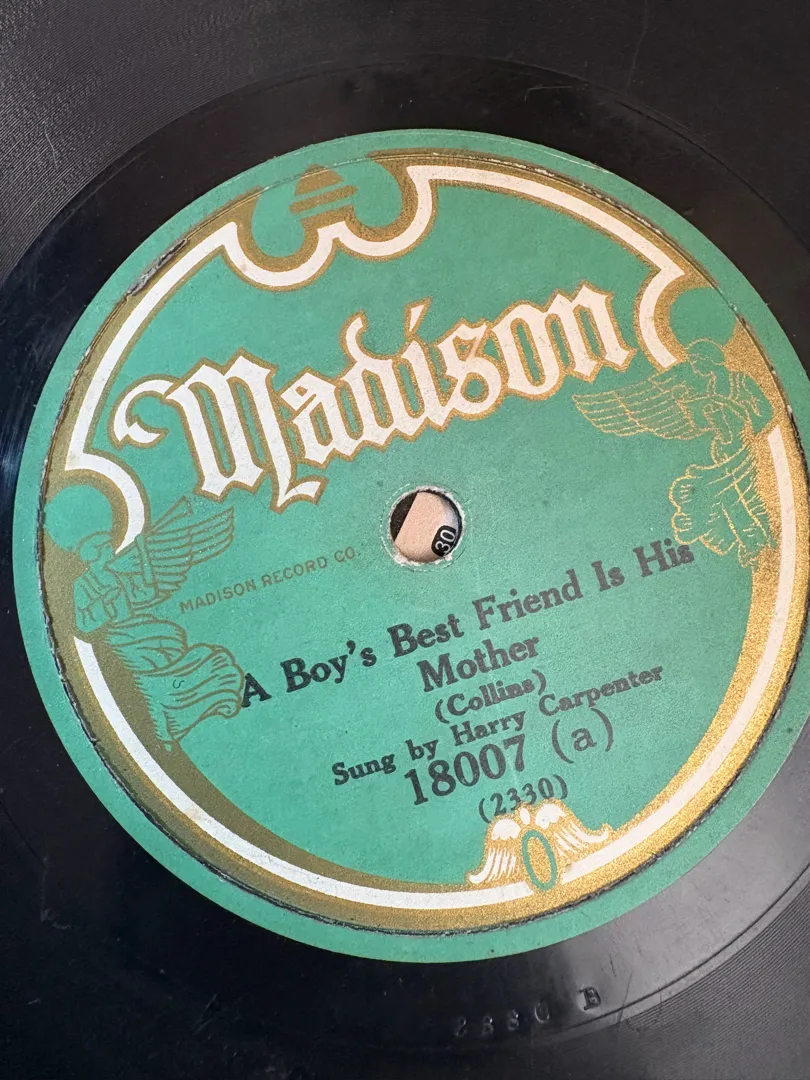 Madison
MADISON RECORD CO.
30
A Boy's Best Friend Is His
Mother
(Collins)
Sung by Harry Carpenter
18007 (a)
(2330)
2330 B